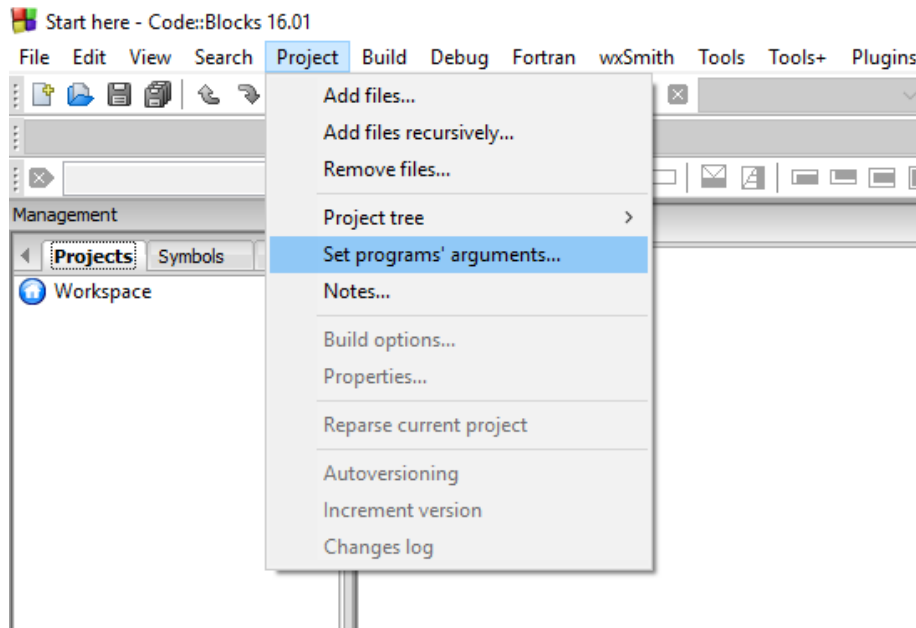 Start here - Code::Blocks 16.01
File Edit View Search Project Build Debug Fortran wxSmith Tools Tools+ Plugins
Add files...
Add files recursively...
Remove files...
Management
Project tree
Projects Symbols
Set programs' arguments...
Workspace
Notes...
Build options...
Properties...
Reparse current project
Autoversioning
Increment version
Changes log